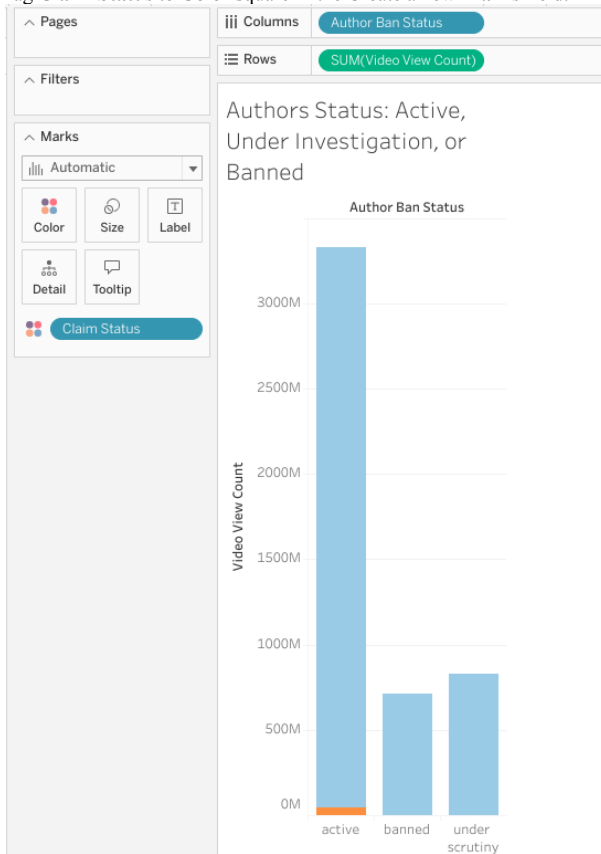 Pages
iii Columns
Author Ban Status
Rows
SUM(Video View Count)
Filters
Marks
Automatic
Color
Size
Label
Detail
Tooltip
Claim Status
Authors Status: Active,
Under Investigation, or
Banned
Author Ban Status
3000M
2500M
2000M
1500M
1000M
500M
0M
Video View Count
active
banned
under
scrutiny